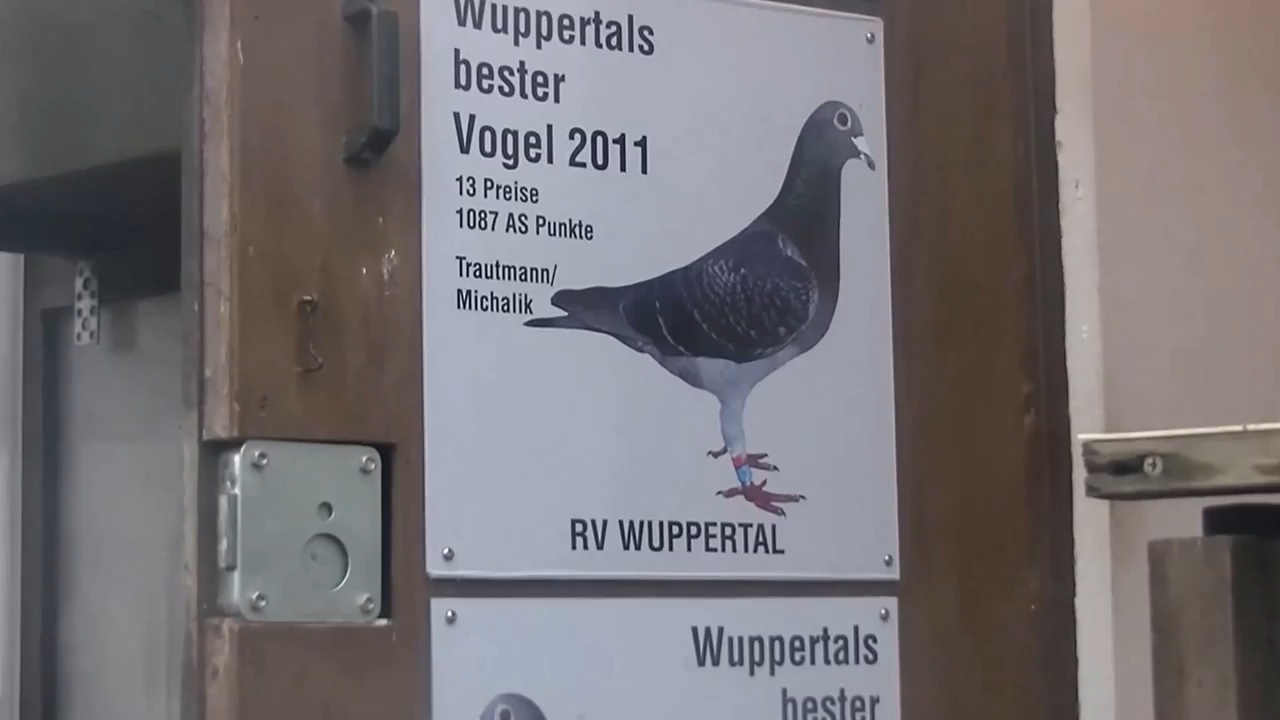 Wuppertals
bester
Vogel 2011
13 Preise
1087 AS Punkte
Trautmann/
Michalik
RV WUPPERTAL
Wuppertals
bester